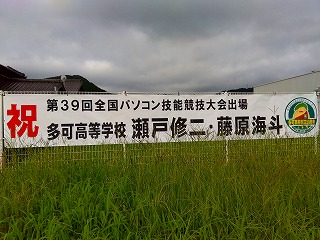 祝
第39回全国パソコン技能競技大会出場
多可高等学校 瀬戸修二・藤原海斗